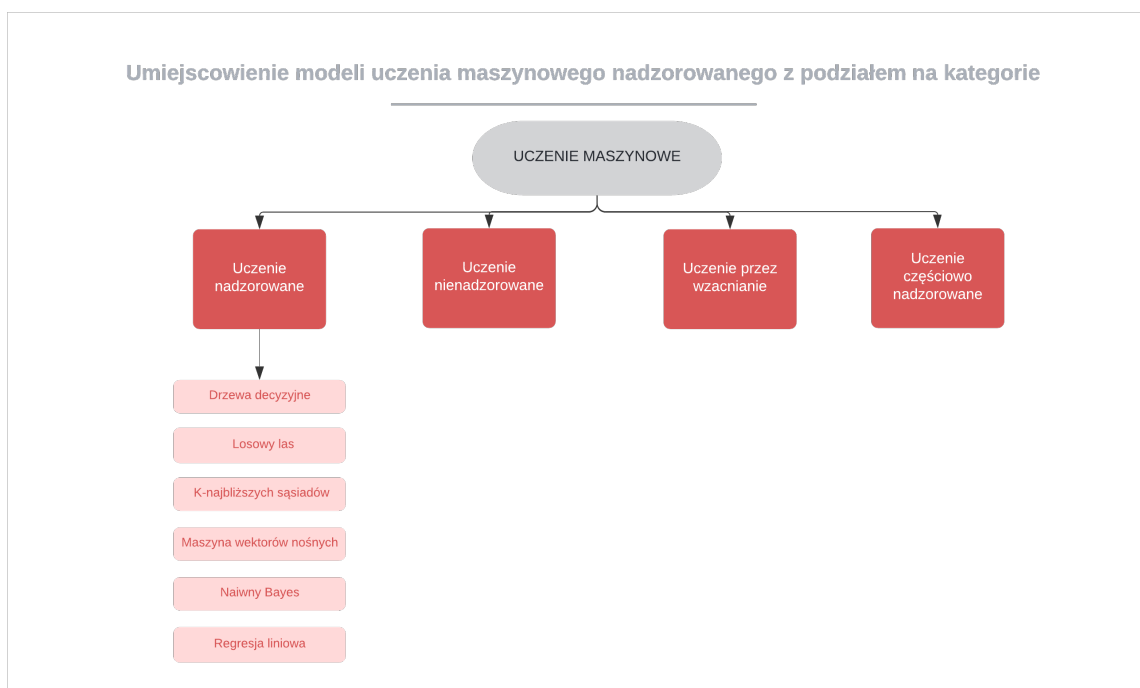 Umiejscowienie modeli uczenia maszynowego nadzorowanego z podziałem na kategorie
UCZENIE MASZYNOWE
Uczenie
nadzorowane
Uczenie
nienadzorowane
Uczenie przez
wzacnianie
Uczenie
częściowo
nadzorowane
Drzewa decyzyjne
Losowy las
K-najbliższych sąsiadów
Maszyna wektorów nośnych
Naiwny Bayes
Regresja liniowa